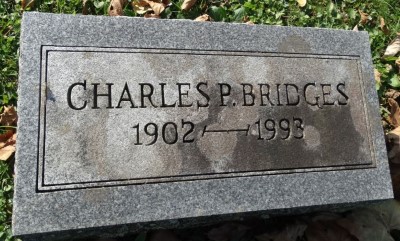 CHARLES P. BRIDGES
1902 — 1993